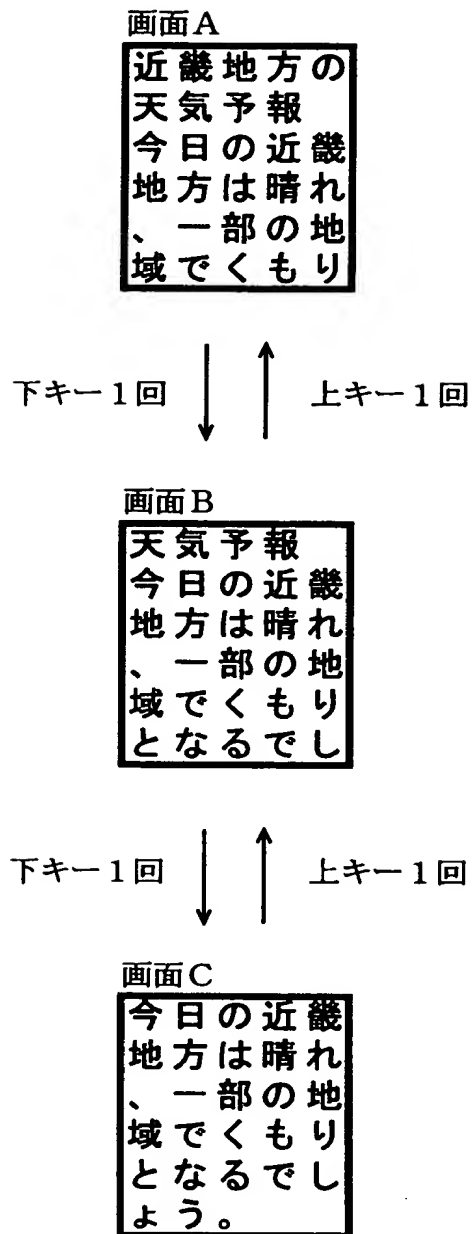 画面A
近畿地方の
天気予報
今日の近畿
地方は晴れ
、一部の地
域でくもり
下キー1回
上キー1回
画面B
天気予報
今日の近畿
地方は晴れ
、一部の地
域でくもり
となるでし
下キー1回
上キー1回
画面C
今日の近畿
地方は晴れ
、一部の地
域でくもり
となるでし
ょう。